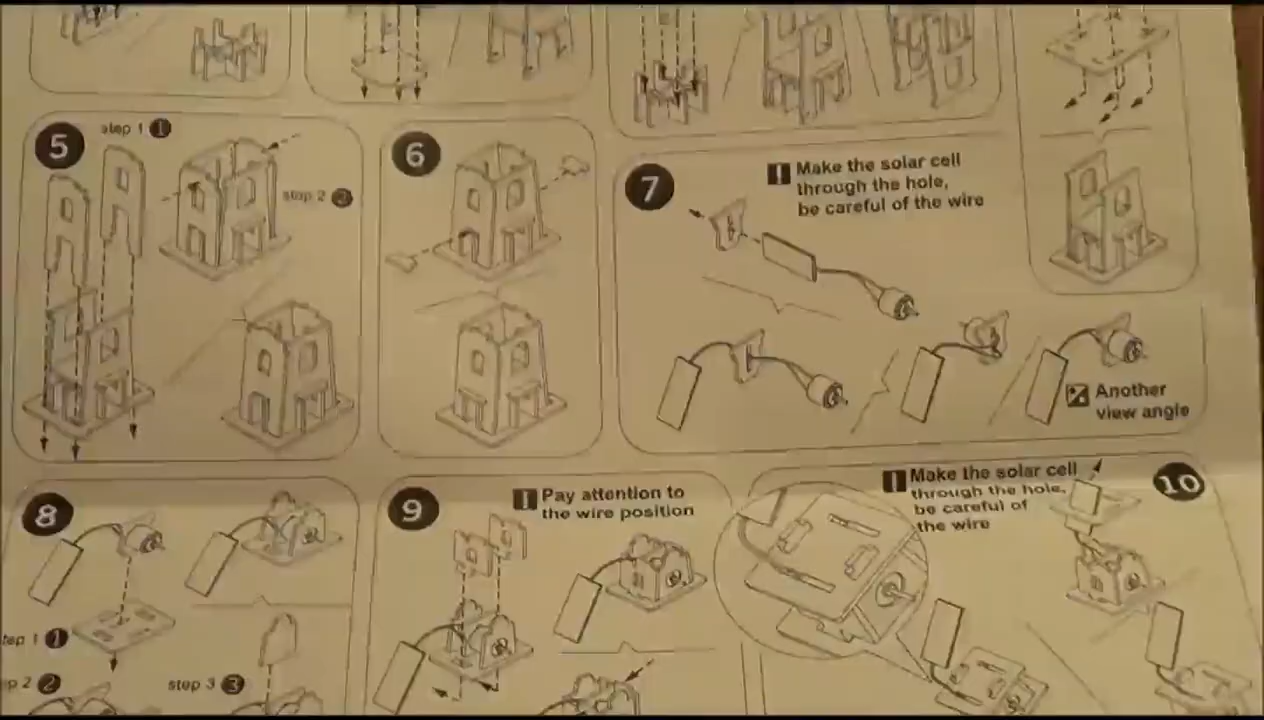 5
step 1 1
step 2 2
6
7
! Make the solar cell
through the hole,
be careful of the wire
Another
view angle
8
tep 1 1
p 2 2
step 3 3
9
! Pay attention to
the wire position
! Make the solar cell
through the hole,
be careful of
the wire
10